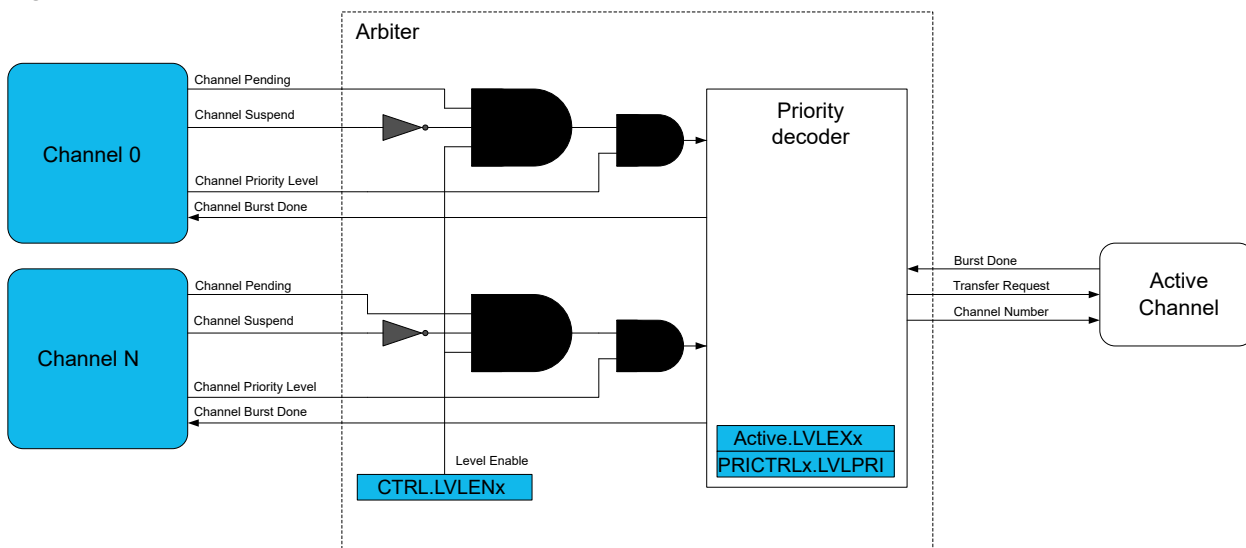 Arbiter
Channel Pending
Channel Suspend
Channel 0
Channel Priority Level
Channel Burst Done
Priority
decoder
Burst Done
Transfer Request
Channel Number
Active
Channel
Channel Pending
Channel Suspend
Channel N
Channel Priority Level
Channel Burst Done
Level Enable
CTRL.LVLENx
Active.LVLEXx
PRICTRLx.LVLPRI